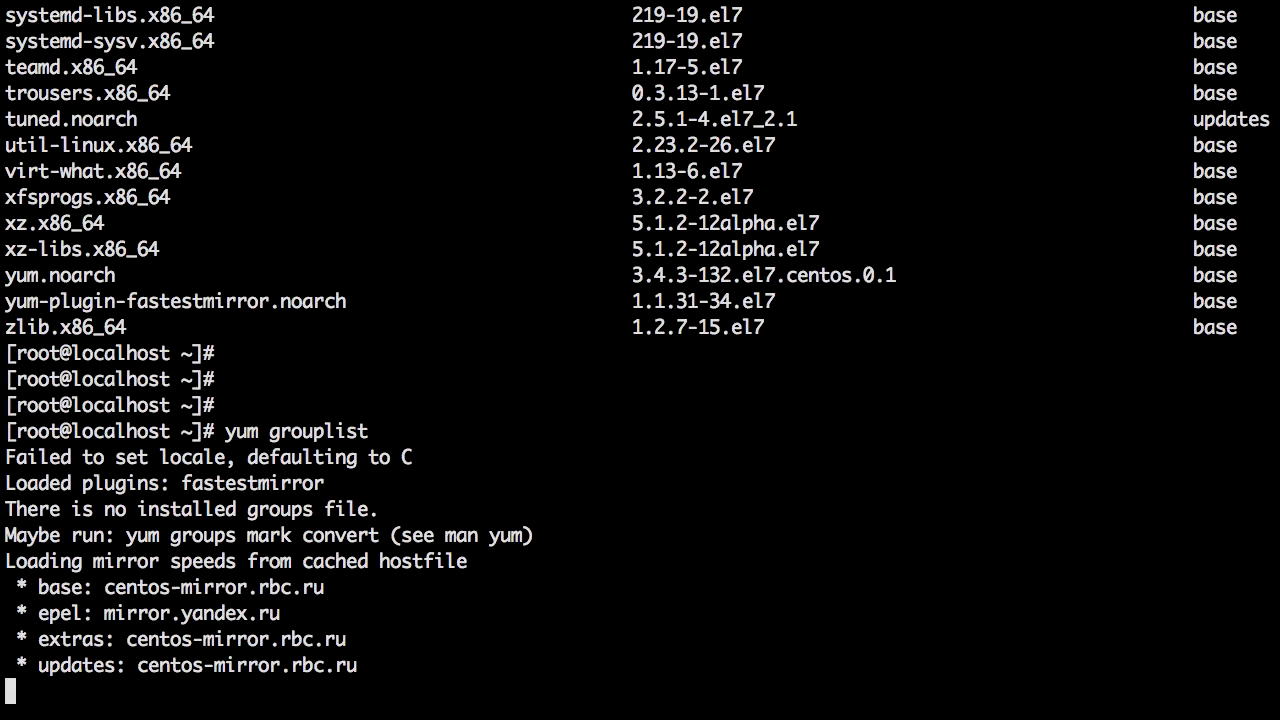 systemd-libs.x86_64 219-19.el7 base
systemd-sysv.x86_64 219-19.el7 base
teamd.x86_64 1.17-5.el7 base
trousers.x86_64 0.3.13-1.el7 base
tuned.noarch 2.5.1-4.el7_2.1 updates
util-linux.x86_64 2.23.2-26.el7 base
virt-what.x86_64 1.13-6.el7 base
xfsprogs.x86_64 3.2.2-2.el7 base
xz.x86_64 5.1.2-12alpha.el7 base
xz-libs.x86_64 5.1.2-12alpha.el7 base
yum.noarch 3.4.3-132.el7.centos.0.1 base
yum-plugin-fastestmirror.noarch 1.1.31-34.el7 base
zlib.x86_64 1.2.7-15.el7 base
[root@localhost ~]#
[root@localhost ~]#
[root@localhost ~]#
[root@localhost ~]# yum grouplist
Failed to set locale, defaulting to C
Loaded plugins: fastestmirror
There is no installed groups file.
Maybe run: yum groups mark convert (see man yum)
Loading mirror speeds from cached hostfile
 * base: centos-mirror.rbc.ru
 * epel: mirror.yandex.ru
 * extras: centos-mirror.rbc.ru
 * updates: centos-mirror.rbc.ru